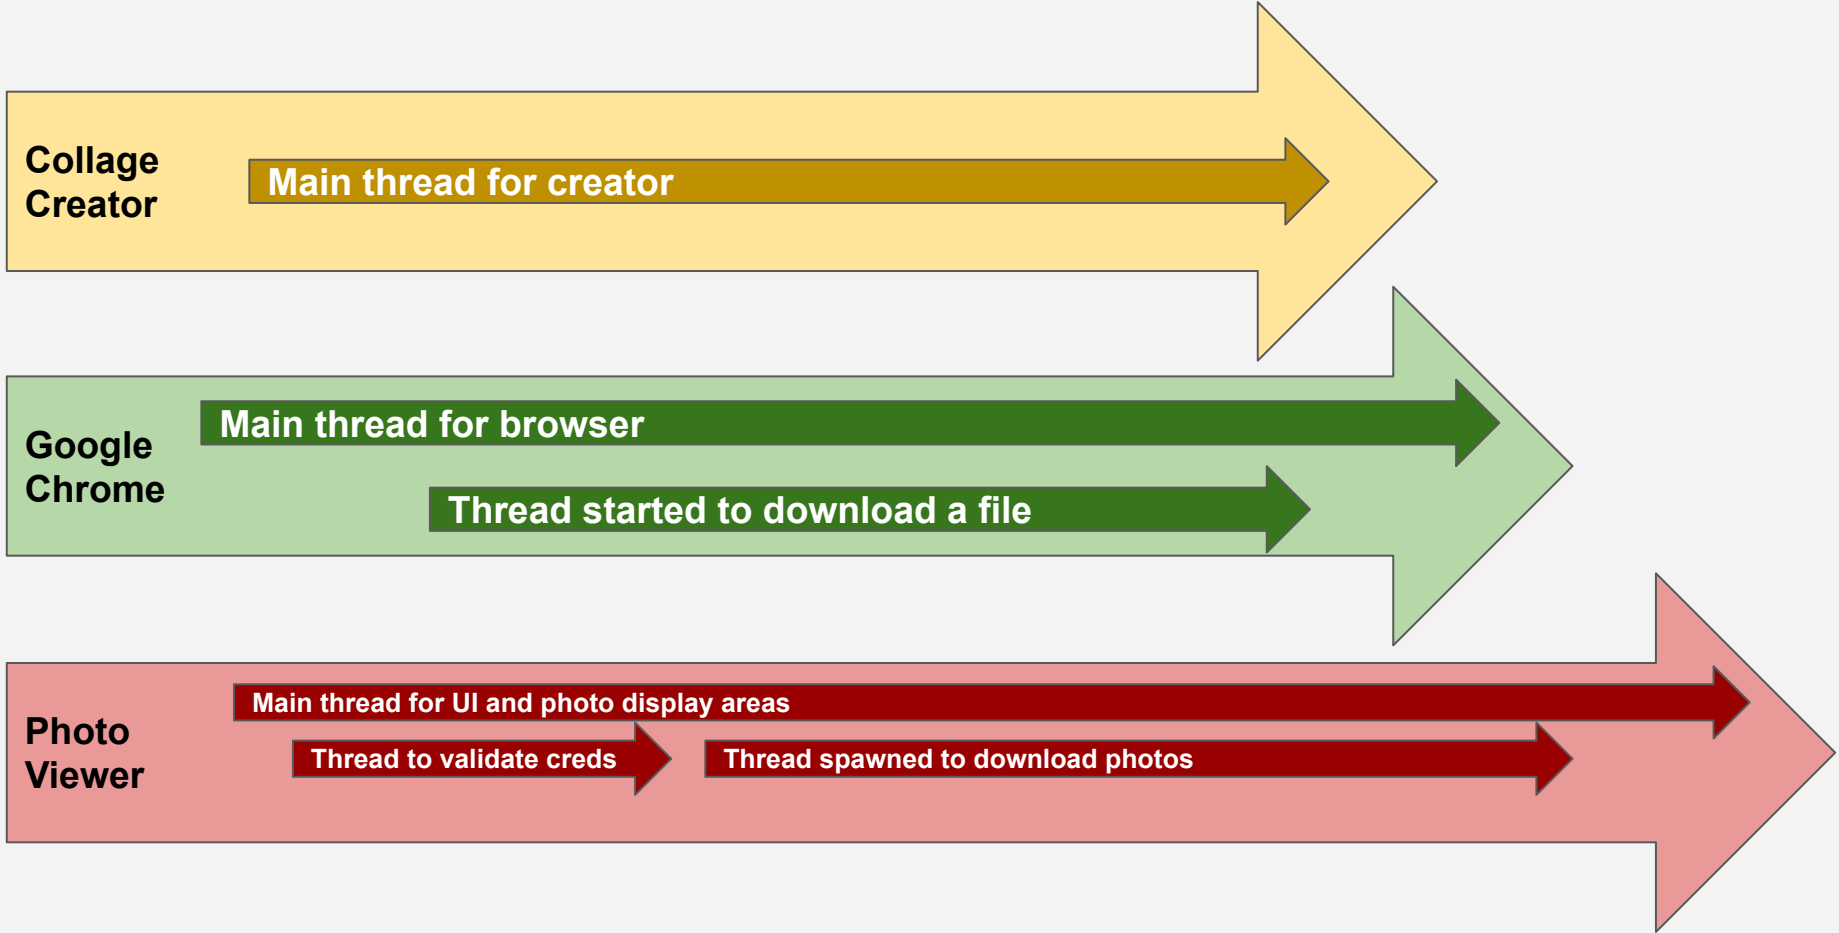 Collage
Creator
Main thread for creator
Google
Chrome
Main thread for browser
Thread started to download a file
Photo
Viewer
Main thread for UI and photo display areas
Thread to validate creds
Thread spawned to download photos